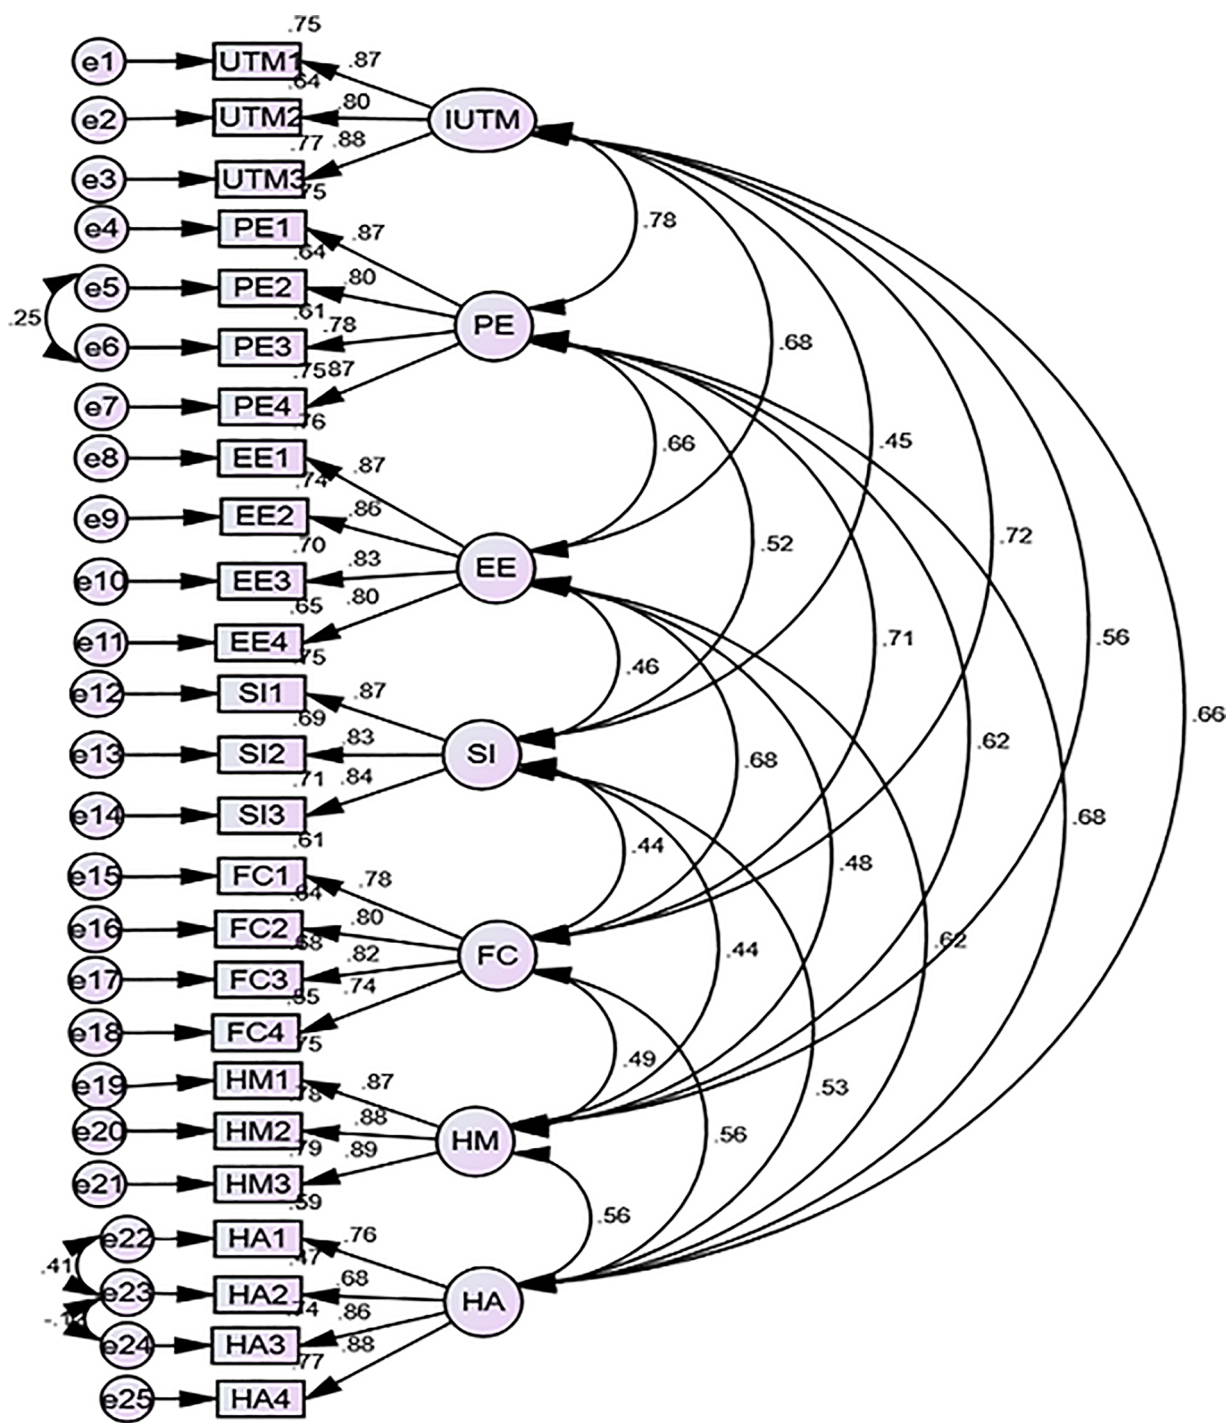 .75
e1 UTM1 .87
.64
e2 UTM2 .80 IUTM
.77 .88
e3 UTM3
.75
.78
e4 PE1 .87
.64
e5 PE2 .80
.61
.25
.78
e6 PE3 PE
.68
.75 .87
e7 PE4
.76
.66 .45
e8 EE1 .87
.74
e9 EE2 .86
.70
.52 .72
e10 EE3 .83 EE
.65 .80
e11 EE4
.75
.71 .56
.46
e12 SI1 .87
.69
.66
e13 SI2 .83 SI
.62
.68
.71 .84
e14 SI3
.61
.68
.44
e15 FC1 .78
.64
.48
e16 FC2 .80
.68
.62
.44
e17 FC3 .82 FC
.74
e18 FC4
.75
.49
e19 HM1 .87
.78
.53
e20 HM2 .88 HM
.79 .89
.56
e21 HM3
.59
.56
e22 HA1 .76
.47
.41
e23 HA2 .68 HA
.74 .86
e24 HA3 .88
.77
e25 HA4